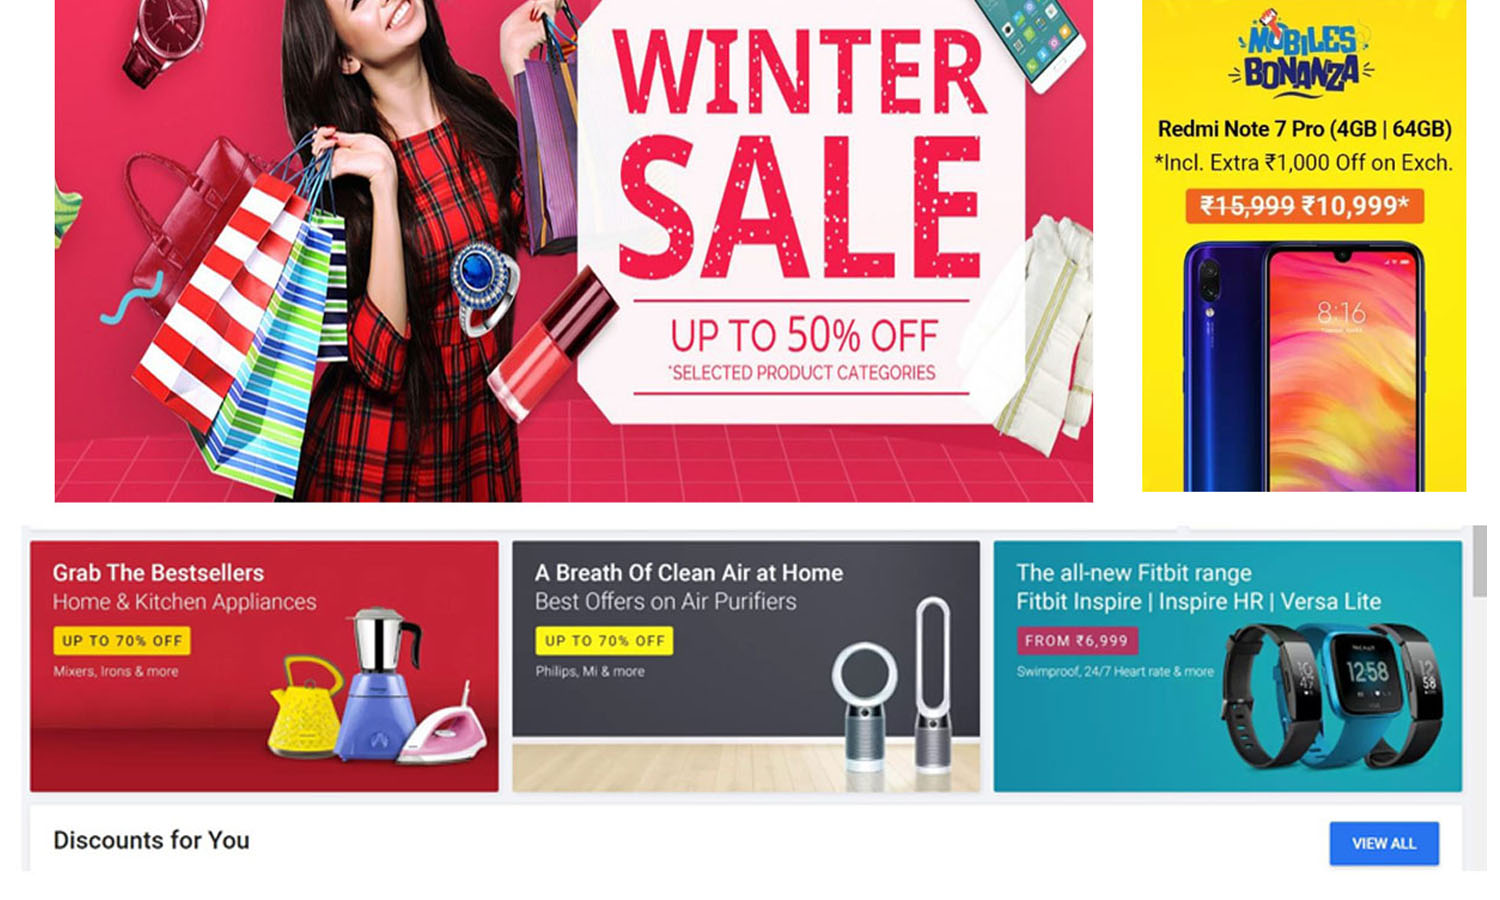 WINTER
SALE
UP TO 50% OFF
*SELECTED PRODUCT CATEGORIES
MOBILES
BONANZA
Redmi Note 7 Pro (4GB | 64GB)
*Incl. Extra ₹1,000 Off on Exch.
₹15,999 ₹10,999*
8:16
Grab The Bestsellers
Home & Kitchen Appliances
UP TO 70% OFF
Mixers, Irons & more
A Breath Of Clean Air at Home
Best Offers on Air Purifiers
UP TO 70% OFF
Philips, Mi & more
The all-new Fitbit range
Fitbit Inspire | Inspire HR | Versa Lite
FROM ₹6,999
Swimproof, 24/7 Heart rate & more
12:58
12
58
Discounts for You
VIEW ALL